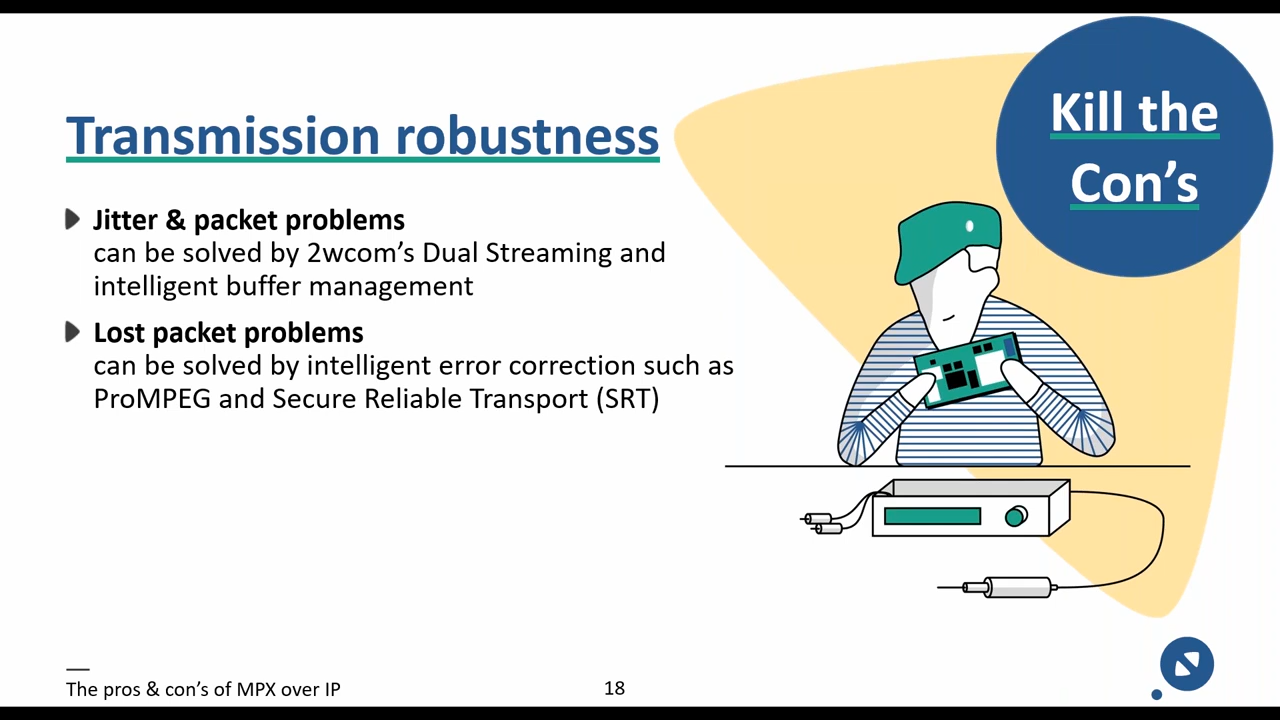 Kill the
Con’s
Transmission robustness
Jitter & packet problems
can be solved by 2wcom’s Dual Streaming and
intelligent buffer management
Lost packet problems
can be solved by intelligent error correction such as
ProMPEG and Secure Reliable Transport (SRT)
The pros & con’s of MPX over IP
18